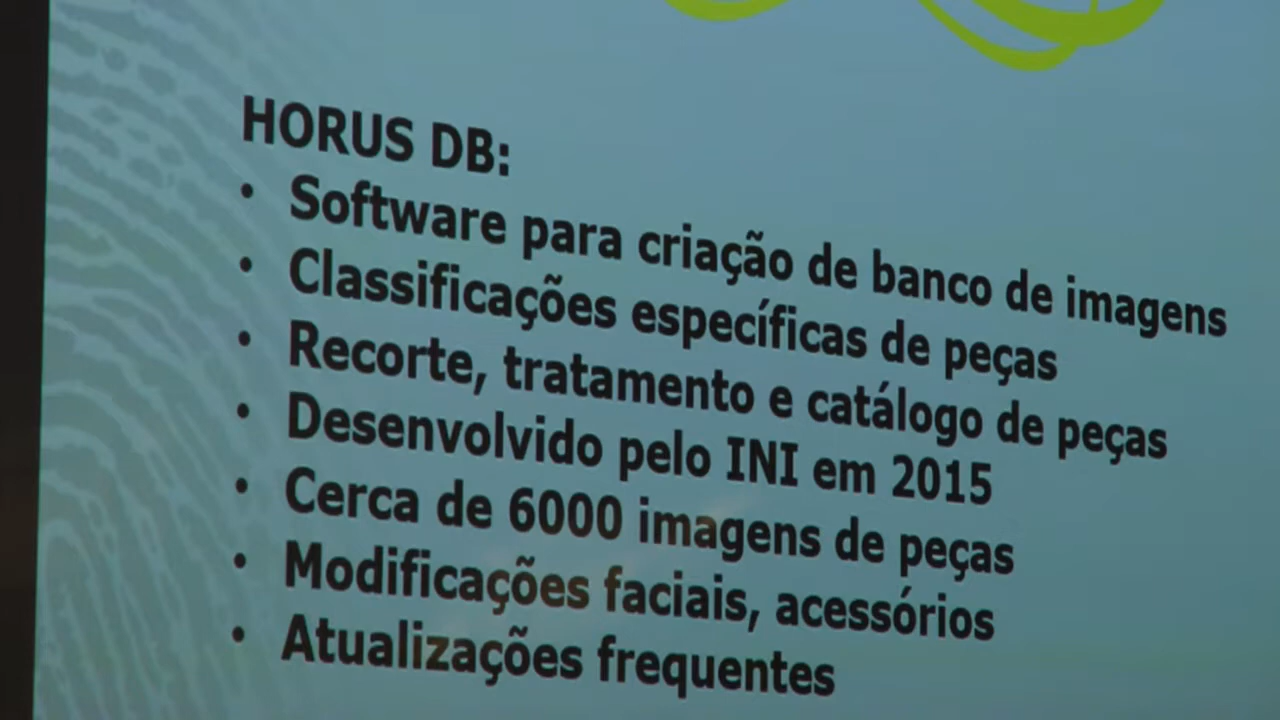 HORUS DB:
• Software para criação de banco de imagens
• Classificações específicas de peças
• Recorte, tratamento e catálogo de peças
• Desenvolvido pelo INI em 2015
• Cerca de 6000 imagens de peças
• Modificações faciais, acessórios
• Atualizações frequentes